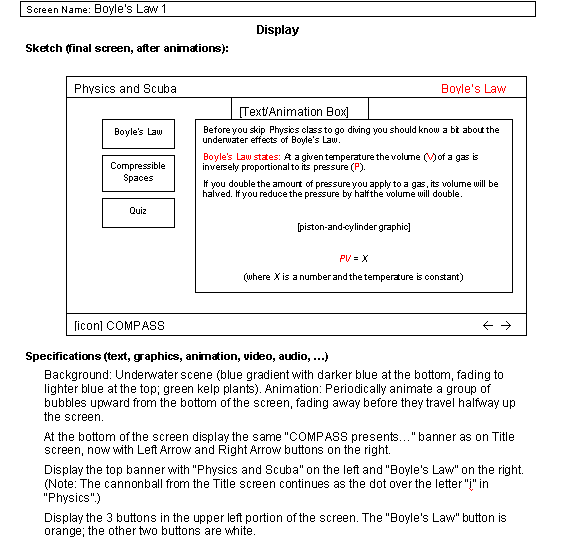 Screen Name: Boyle's Law 1
Display
Sketch (final screen, after animations):
Physics and Scuba
Boyle's Law
[Text/Animation Box]
Boyle's Law
Compressible
Spaces
Quiz
Before you skip Physics class to go diving you should know a bit about the
underwater effects of Boyle's Law.
Boyle's Law states: At a given temperature the volume (V) of a gas is
inversely proportional to its pressure (P).
If you double the amount of pressure you apply to a gas, its volume will be
halved. If you reduce the pressure by half the volume will double.
[piston-and-cylinder graphic]
PV = X
(where X is a number and the temperature is constant)
[icon] COMPASS
← →
Specifications (text, graphics, animation, video, audio, ...)
Background: Underwater scene (blue gradient with darker blue at the bottom, fading to
lighter blue at the top; green kelp plants). Animation: Periodically animate a group of
bubbles upward from the bottom of the screen, fading away before they travel halfway up
the screen.
At the bottom of the screen display the same "COMPASS presents..." banner as on Title
screen, now with Left Arrow and Right Arrow buttons on the right.
Display the top banner with "Physics and Scuba" on the left and "Boyle's Law" on the right.
(Note: The cannonball from the Title screen continues as the dot over the letter "i" in
"Physics".)
Display the 3 buttons in the upper left portion of the screen. The "Boyle's Law" button is
orange; the other two buttons are white.